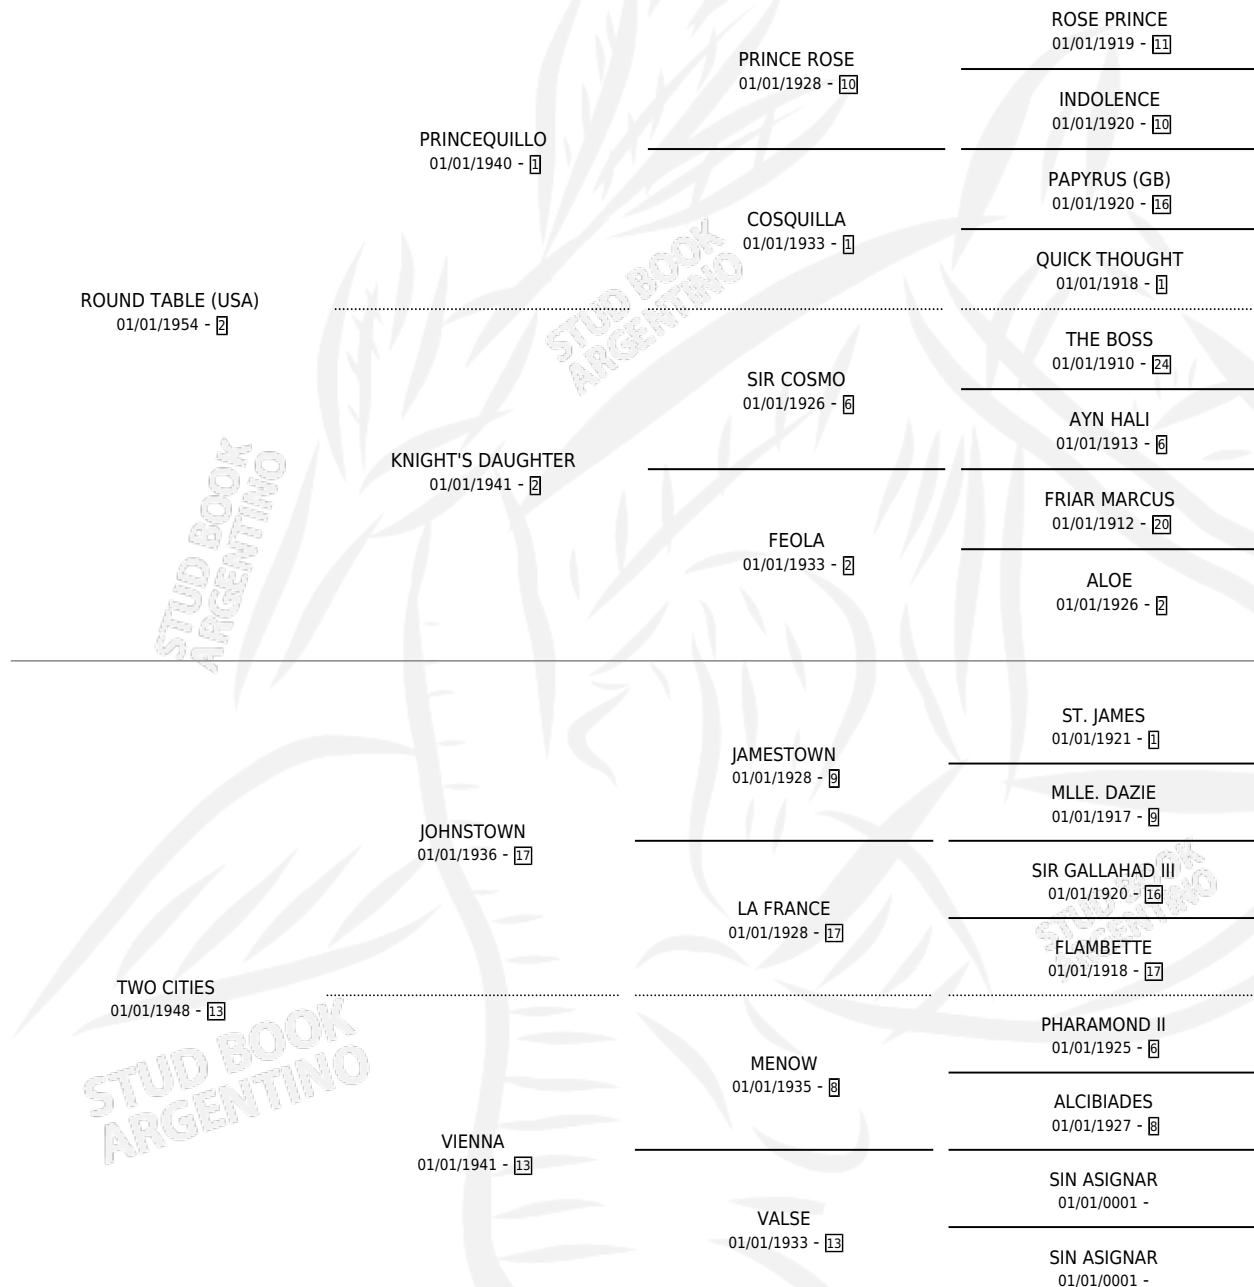 ROUND TABLE (USA)
01/01/1954 - 2
PRINCEQUILLO
01/01/1940 - 1
KNIGHT'S DAUGHTER
01/01/1941 - 2
PRINCE ROSE
01/01/1928 - 10
COSQUILLA
01/01/1933 - 1
SIR COSMO
01/01/1926 - 6
FEOLA
01/01/1933 - 2
ROSE PRINCE
01/01/1919 - 11
INDOLENCE
01/01/1920 - 10
PAPYRUS (GB)
01/01/1920 - 16
QUICK THOUGHT
01/01/1918 - 1
THE BOSS
01/01/1910 - 24
AYN HALI
01/01/1913 - 6
FRIAR MARCUS
01/01/1912 - 20
ALOE
01/01/1926 - 2
TWO CITIES
01/01/1948 - 13
JOHNSTOWN
01/01/1936 - 17
VIENNA
01/01/1941 - 13
JAMESTOWN
01/01/1928 - 9
LA FRANCE
01/01/1928 - 17
MENOW
01/01/1935 - 8
VALSE
01/01/1933 - 13
ST. JAMES
01/01/1921 - 1
MLLE. DAZIE
01/01/1917 - 9
SIR GALLAHAD III
01/01/1920 - 16
FLAMBETTE
01/01/1918 - 17
PHARAMOND II
01/01/1925 - 6
ALCIBIADES
01/01/1927 - 8
SIN ASIGNAR
01/01/0001 -
SIN ASIGNAR
01/01/0001 -
STUD BOOK
ARGENTINO
STUD BOOK
ARGENTINO
STUD BOOK
ARGENTINO
STUD BOOK
ARGENTINO